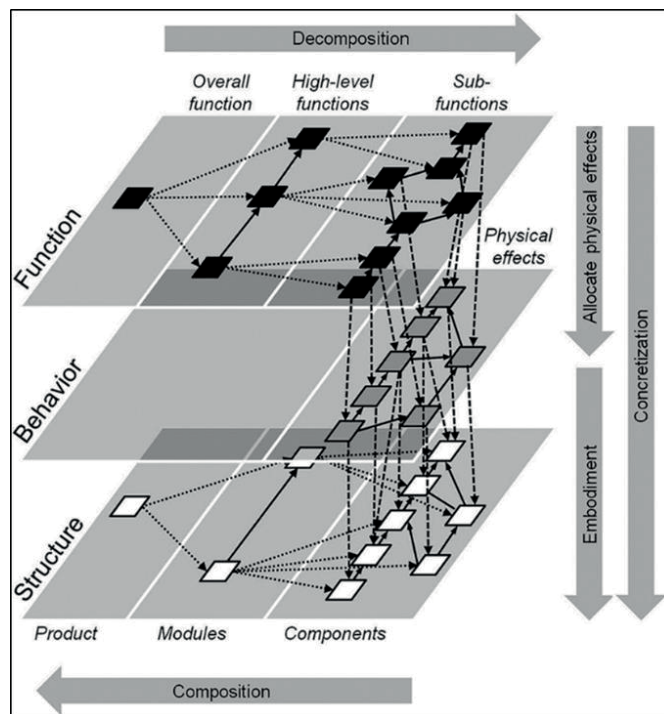 Decomposition
Overall
function
High-level
functions
Sub-
functions
Function
Allocate physical effects
Concretization
Physical
effects
Behavior
Embodiment
Structure
Product
Modules
Components
Composition